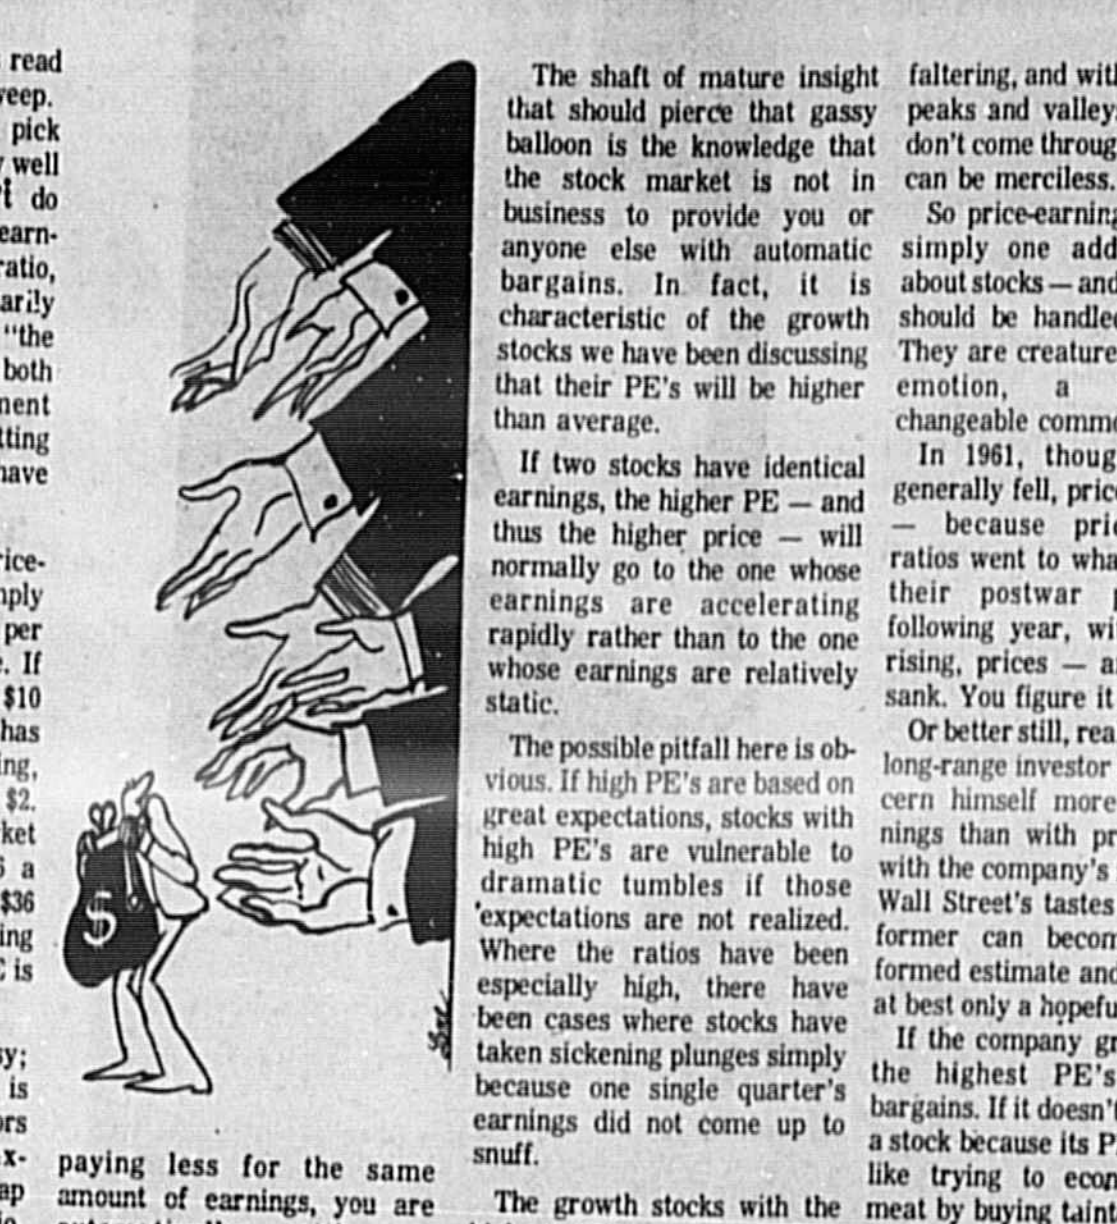 read
weep.
pick
well
do
earn-
ratio,
arily
"the
both
ment
tting
have
rice-
mply
per
If
$10
has
ing,
$2.
ket
a
$36
ing
is
sy;
is
ors
x-
ap
$
paying less for the same
amount of earnings, you are
The shaft of mature insight
that should pierce that gassy
balloon is the knowledge that
the stock market is not in
business to provide you or
anyone else with automatic
bargains. In fact, it is
characteristic of the growth
stocks we have been discussing
that their PE's will be higher
than average.
If two stocks have identical
earnings, the higher PE — and
thus the higher price — will
normally go to the one whose
earnings are accelerating
rapidly rather than to the one
whose earnings are relatively
static.
The possible pitfall here is ob-
vious. If high PE's are based on
great expectations, stocks with
high PE's are vulnerable to
dramatic tumbles if those
expectations are not realized.
Where the ratios have been
especially high, there have
been cases where stocks have
taken sickening plunges simply
because one single quarter's
earnings did not come up to
snuff.
The growth stocks with the
faltering, and with
peaks and valley
don't come throug
can be merciless.
So price-earning
simply one add
about stocks — and
should be handle
They are creature
emotion, a
changeable comm
In 1961, thoug
generally fell, price
— because pric
ratios went to wha
their postwar p
following year, wi
rising, prices — a
sank. You figure it
Or better still, rea
long-range investor
cern himself more
nings than with pr
with the company's
Wall Street's tastes
former can becom
formed estimate and
at best only a hopefu
If the company gr
the highest PE's
bargains. If it doesn't
a stock because its P
like trying to econ
meat by buying taint